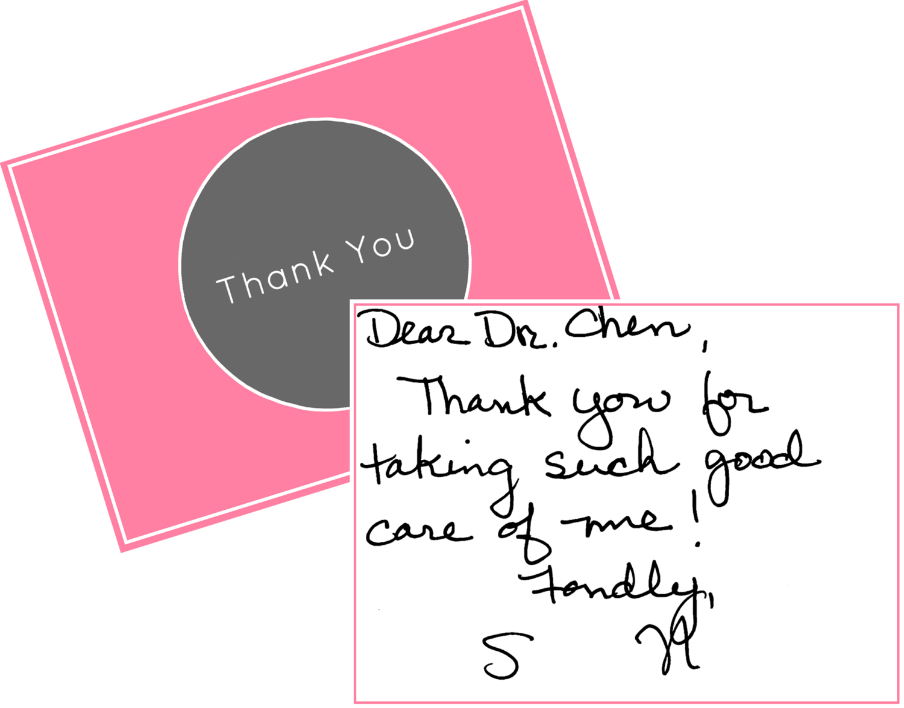 Thank You
Dear Dr. Chen,
Thank you for
taking such good
care of me!
Fondly,
S N